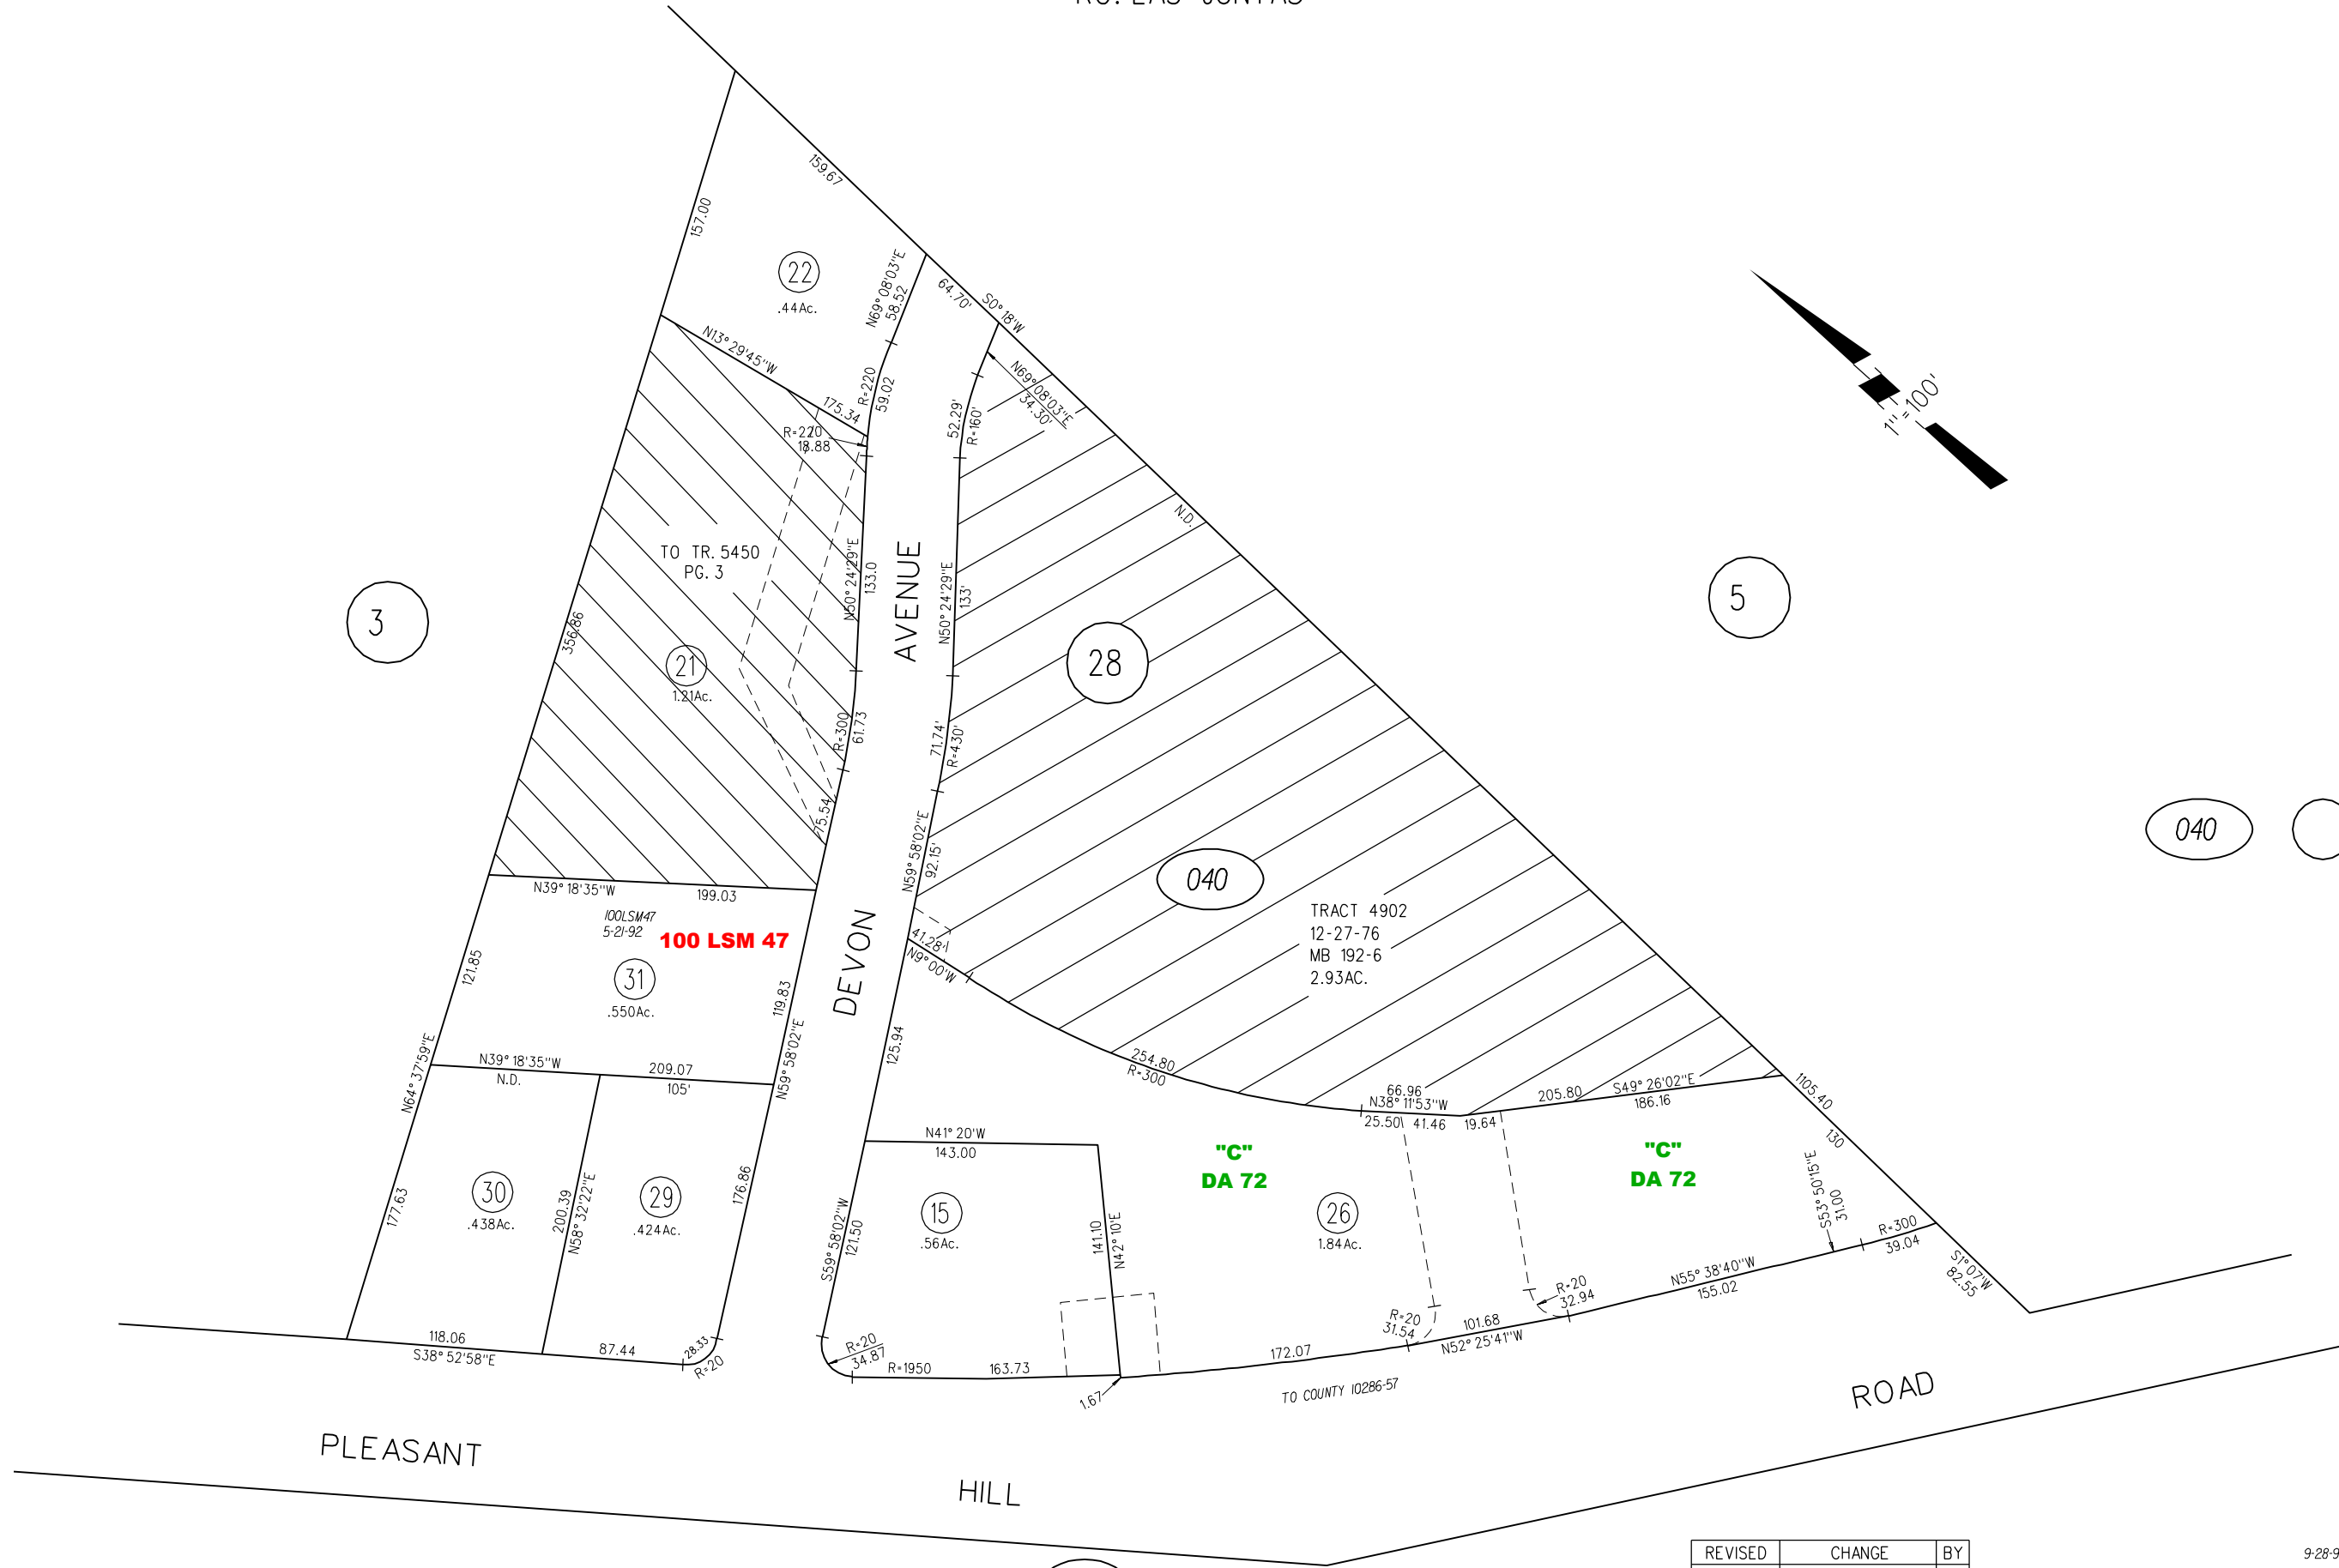 RO. LAS JUNTAS
159.67
157.00
22
.44Ac.
N69°08'03"E
58.52
64.70'
S0°18'W
N13°29'45"W
175.34
R=220
59.02
R=220
18.88
52.29'
R=160'
N69°08'03"E
34.30'
1"=100'
N.D.
TO TR. 5450
PG. 3
N50°24'29"E
133.0
AVENUE
N50°24'29"E
133'
3
356.86
21
1.21Ac.
28
5
R=300
61.73
71.74'
R=430'
75.54
N59°58'02"E
92.15'
040
040
N39°18'35"W
199.03
100LSM47
5-21-92
100 LSM 47
TRACT 4902
12-27-76
MB 192-6
2.93AC.
41.28'
N9°00'W
DEVON
121.85
31
.550Ac.
119.83
125.94
N64°37'59"E
N39°18'35"W
209.07
N.D.
105'
N59°58'02"E
254.80
R=300
66.96
N38°11'53"W
25.50
41.46
19.64
205.80
S49°26'02"E
186.16
1105.40
130
N41°20'W
143.00
"C"
DA 72
"C"
DA 72
177.63
30
.438Ac.
200.39
N58°32'22"E
29
.424Ac.
176.86
S59°58'02"W
121.50
15
.56Ac.
141.10
N42°10'E
26
1.84Ac.
S53°50'15"E
31.00
R=300
39.04
S1°07'W
82.55
N55°38'40"W
155.02
R=20
32.94
R=20
31.54
101.68
N52°25'41"W
118.06
S38°52'58"E
87.44
28.33
R=20
R=20
34.87
R=1950
163.73
172.07
1.67
TO COUNTY 10286-57
PLEASANT
HILL
ROAD
REVISED
CHANGE
BY
9-28-9